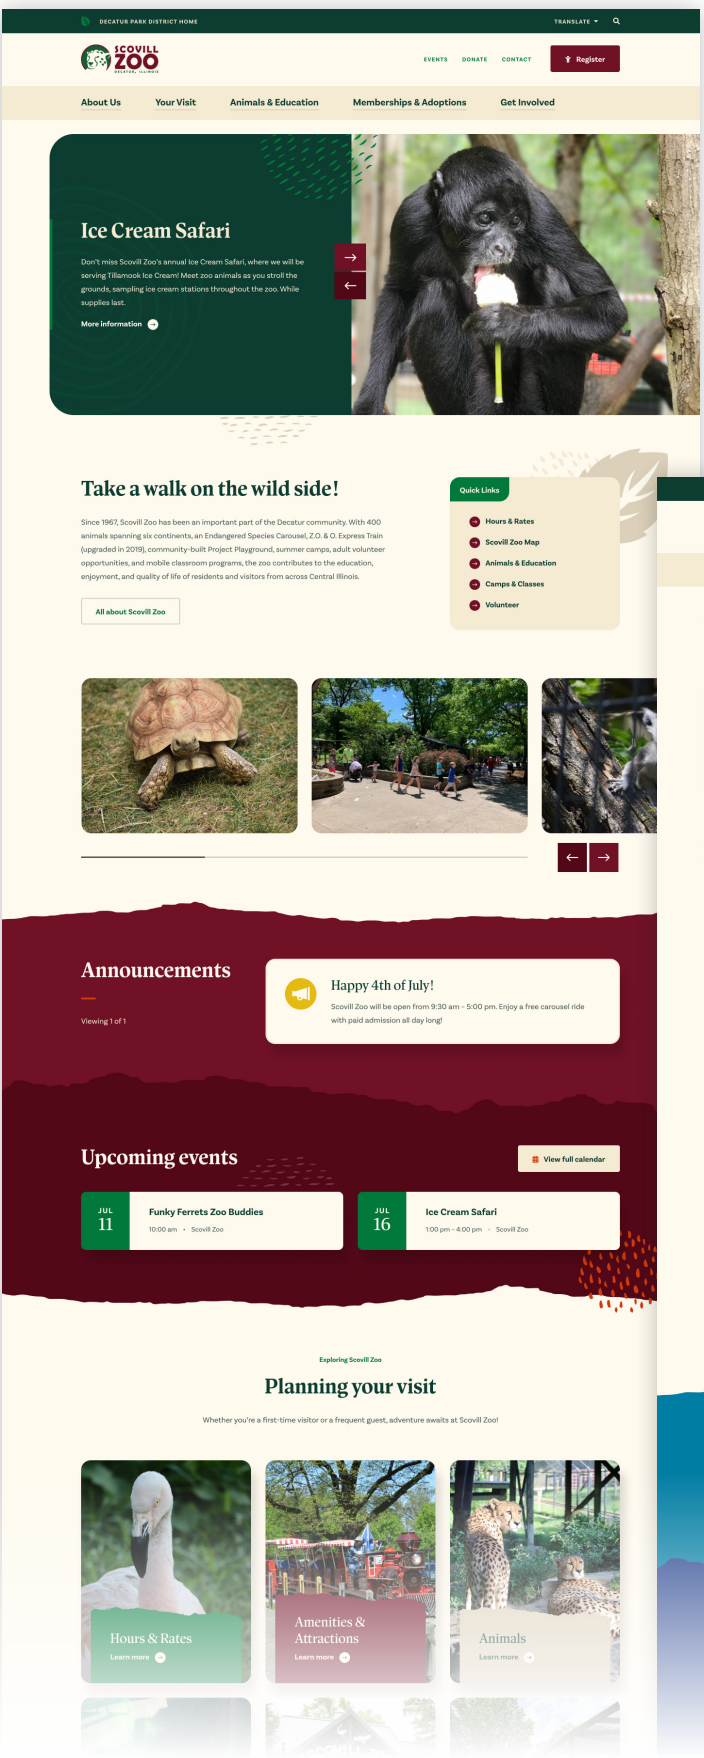 DECATUR PARK DISTRICT HOME
TRANSLATE
SCOVILL
ZOO
DECATUR, ILLINOIS
EVENTS DONATE CONTACT
Register
About Us Your Visit Animals & Education Memberships & Adoptions Get Involved
Ice Cream Safari
Don't miss Scovill Zoo's annual Ice Cream Safari, where we will be
serving Tillamook Ice Cream! Meet zoo animals as you stroll the
grounds, sampling ice cream stations throughout the zoo. While
supplies last.
More information
Take a walk on the wild side!
Since 1967, Scovill Zoo has been an important part of the Decatur community. With 400
animals spanning six continents, an Endangered Species Carousel, Z.O. & O. Express Train
(upgraded in 2019), community-built Project Playground, summer camps, adult volunteer
opportunities, and mobile classroom programs, the zoo contributes to the education,
enjoyment, and quality of life of residents and visitors from across Central Illinois.
All about Scovill Zoo
Quick Links
Hours & Rates
Scovill Zoo Map
Animals & Education
Camps & Classes
Volunteer
Announcements
Viewing 1 of 1
Happy 4th of July!
Scovill Zoo will be open from 9:30 am - 5:00 pm. Enjoy a free carousel ride
with paid admission all day long!
Upcoming events
View full calendar
JUL
11
Funky Ferrets Zoo Buddies
10:00 am • Scovill Zoo
JUL
16
Ice Cream Safari
1:00 pm - 4:00 pm • Scovill Zoo
Exploring Scovill Zoo
Planning your visit
Whether you're a first-time visitor or a frequent guest, adventure awaits at Scovill Zoo!
Hours & Rates
Learn more
Amenities &
Attractions
Learn more
Animals
Learn more
SCOVILL